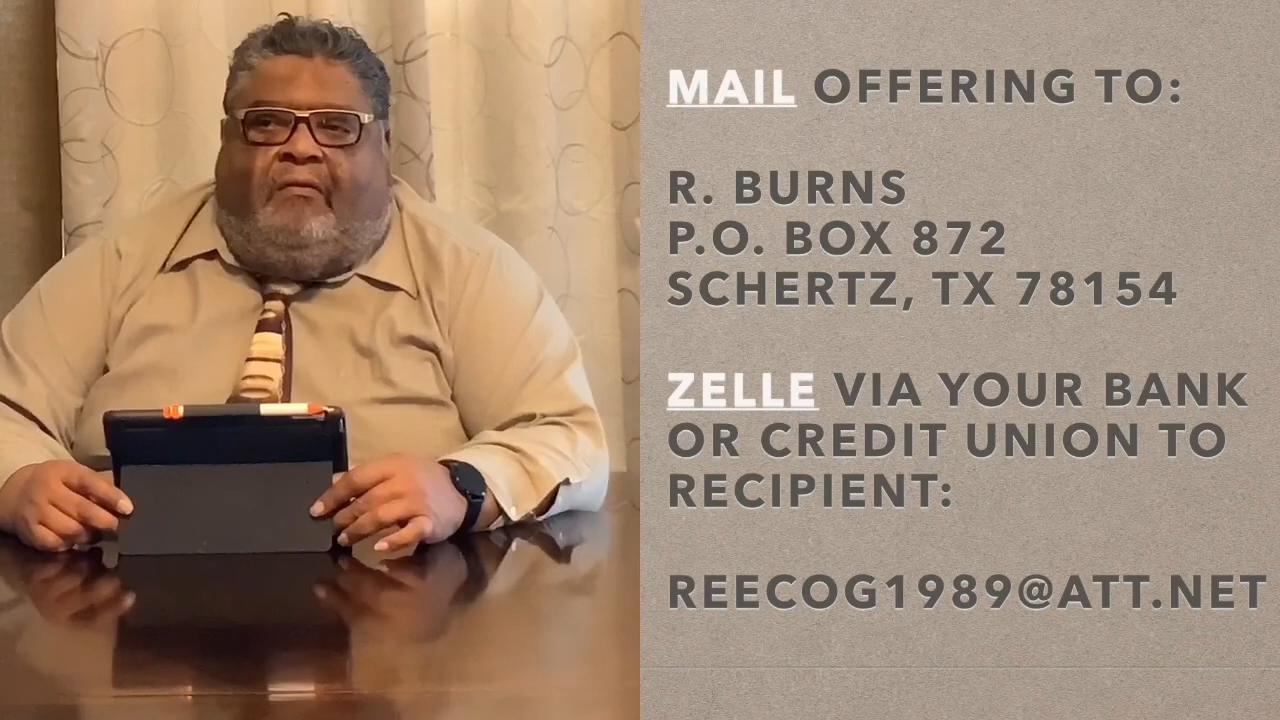 MAIL OFFERING TO:
R. BURNS
P.O. BOX 872
SCHERTZ, TX 78154
ZELLE VIA YOUR BANK
OR CREDIT UNION TO
RECIPIENT:
REECOG1989@ATT.NET